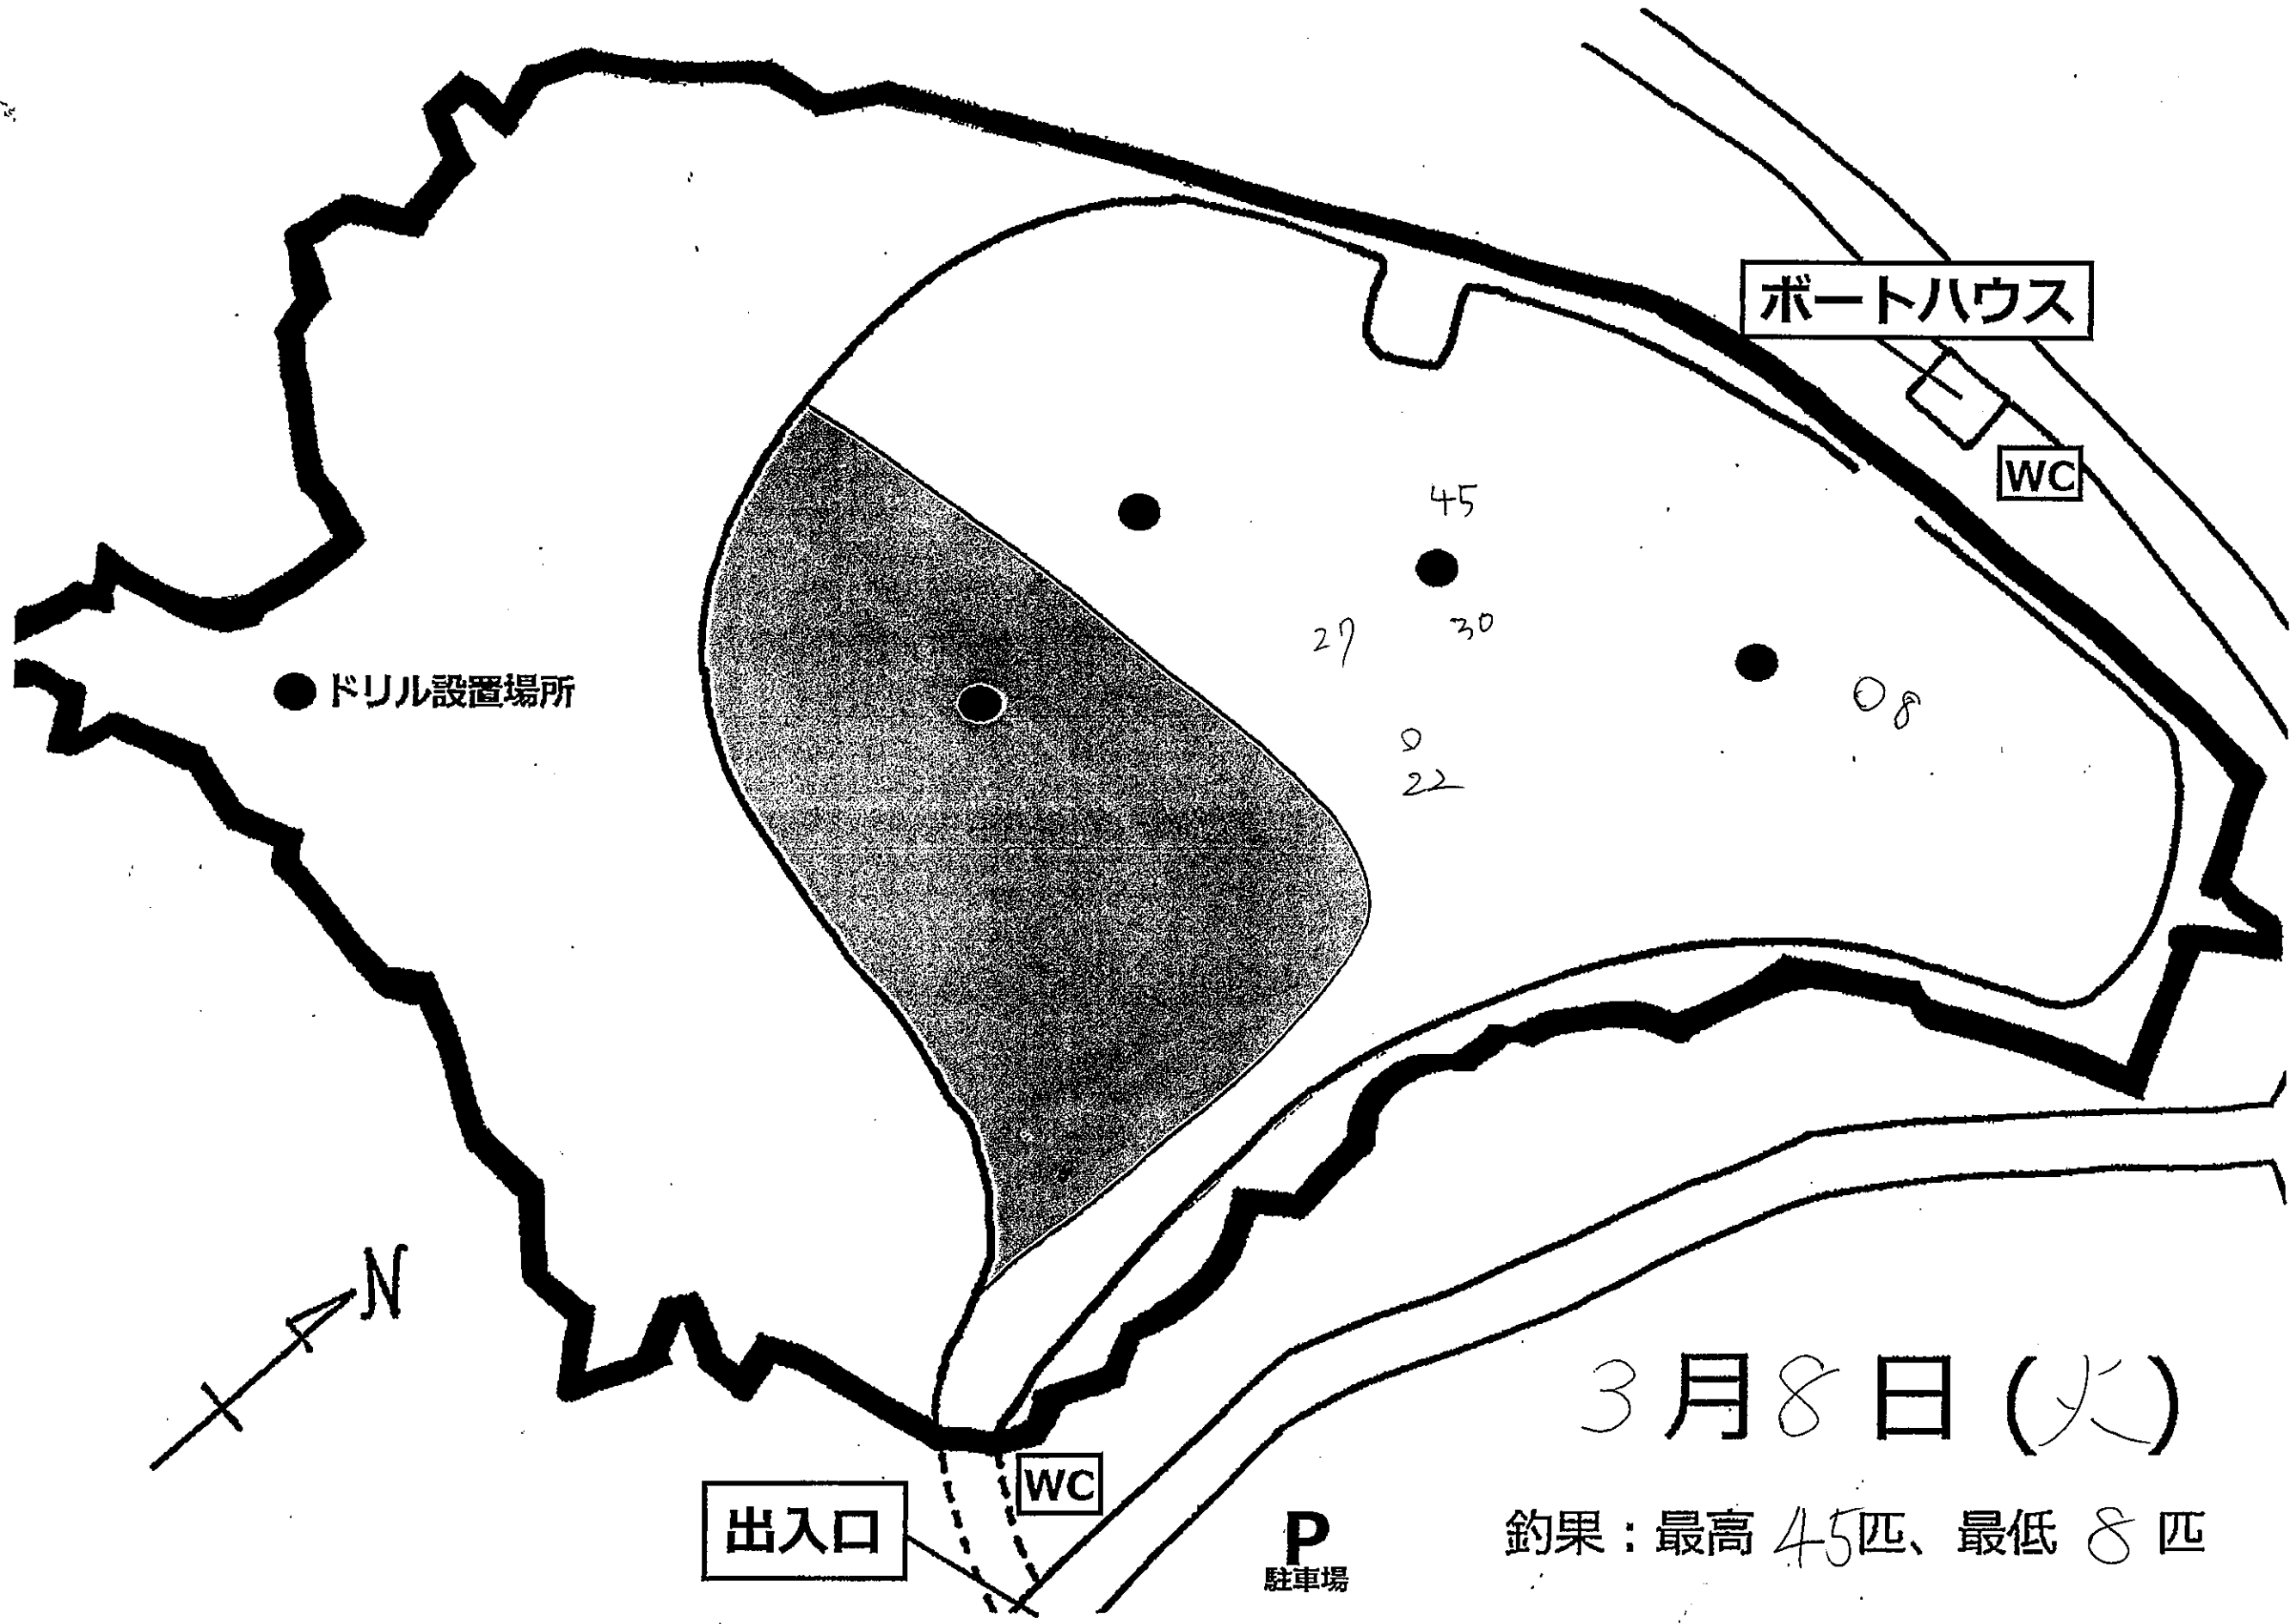 ボートハウス
WC
45
30
27
ドリル設置場所
08
0
22
N
3月8日(火)
WC
出入口
P
駐車場
釣果：最高 45匹、最低 8匹